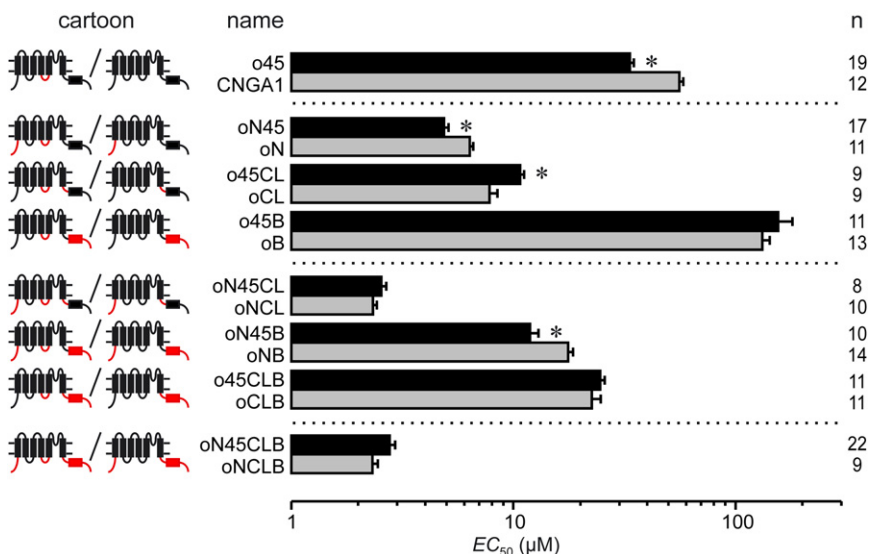 cartoon name n
o45 * 19
CNGA1 12
oN45 * 17
oN 11
o45CL * 9
oCL 9
o45B 11
oB 13
oN45CL 8
oNCL 10
oN45B * 10
oNB 14
o45CLB 11
oCLB 11
oN45CLB 22
oNCLB 9
1 10 100
EC50 (µM)